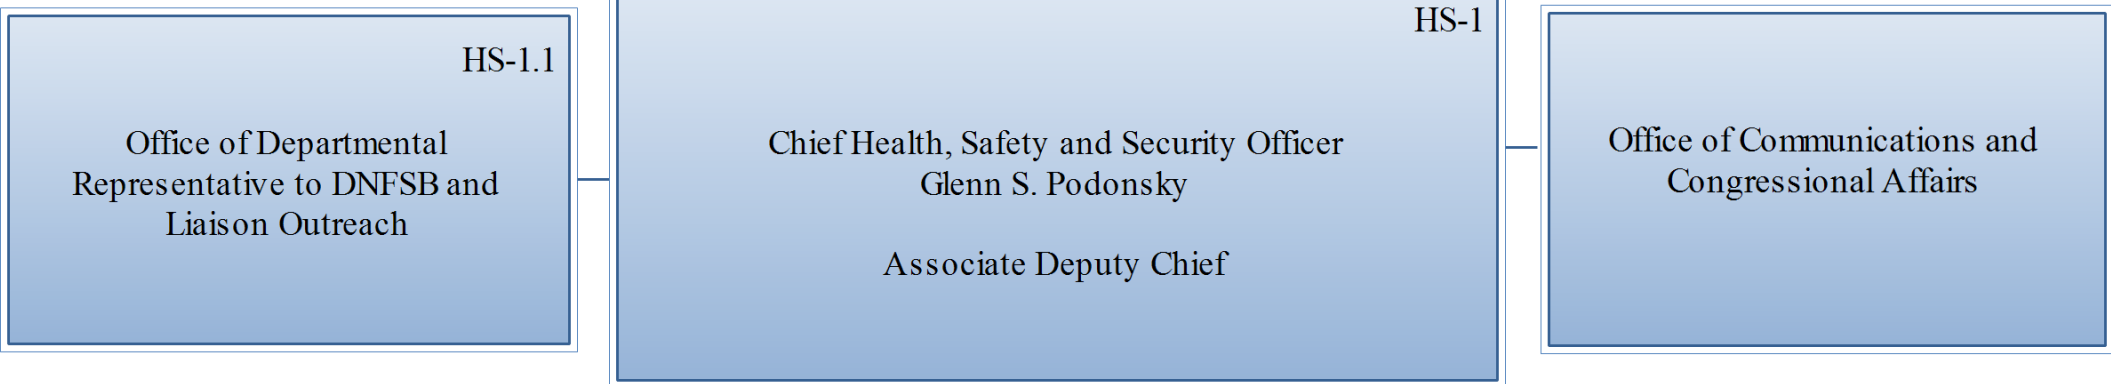 HS-1.1
Office of Departmental
Representative to DNFSB and
Liaison Outreach
HS-1
Chief Health, Safety and Security Officer
Glenn S. Podonsky
Associate Deputy Chief
Office of Communications and
Congressional Affairs